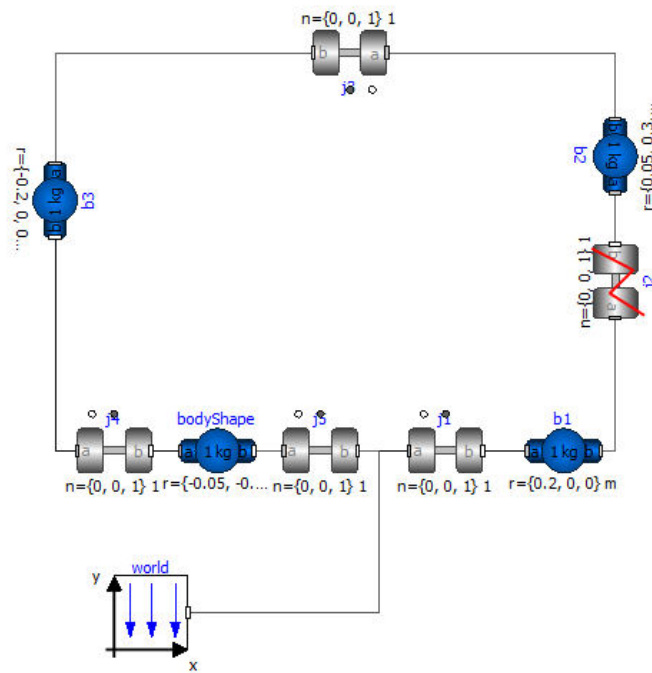 n={0, 0, 1} 1
b
a
j3
b
1 kg
a
b2
r={0.05, 0.3,...
a
1 kg
b
b3
r={-0.2, 0, 0...
n={0, 0, 1} 1
b
a
j4
bodyShape
j5
j1
b1
a
b
a
1 kg
b
a
b
a
b
a
1 kg
b
n={0, 0, 1} 1
r={-0.05, -0....
n={0, 0, 1} 1
n={0, 0, 1} 1
r={0.2, 0, 0} m
world
y
x